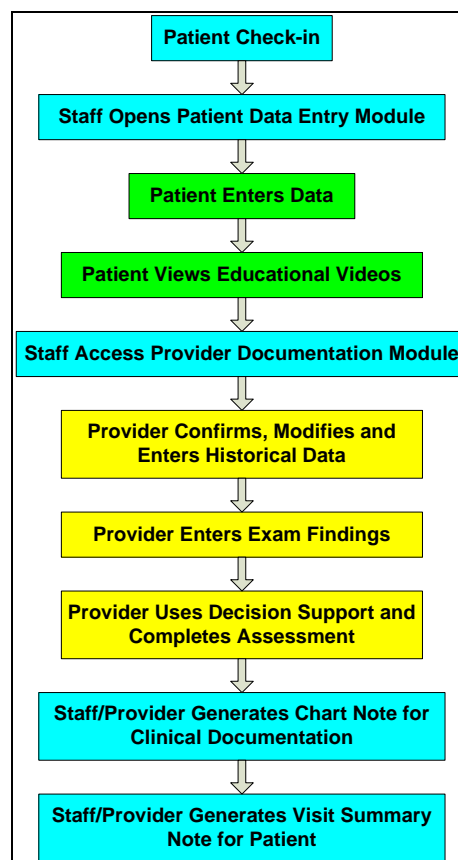 Patient Check-in
Staff Opens Patient Data Entry Module
Patient Enters Data
Patient Views Educational Videos
Staff Access Provider Documentation Module
Provider Confirms, Modifies and
Enters Historical Data
Provider Enters Exam Findings
Provider Uses Decision Support and
Completes Assessment
Staff/Provider Generates Chart Note for
Clinical Documentation
Staff/Provider Generates Visit Summary
Note for Patient